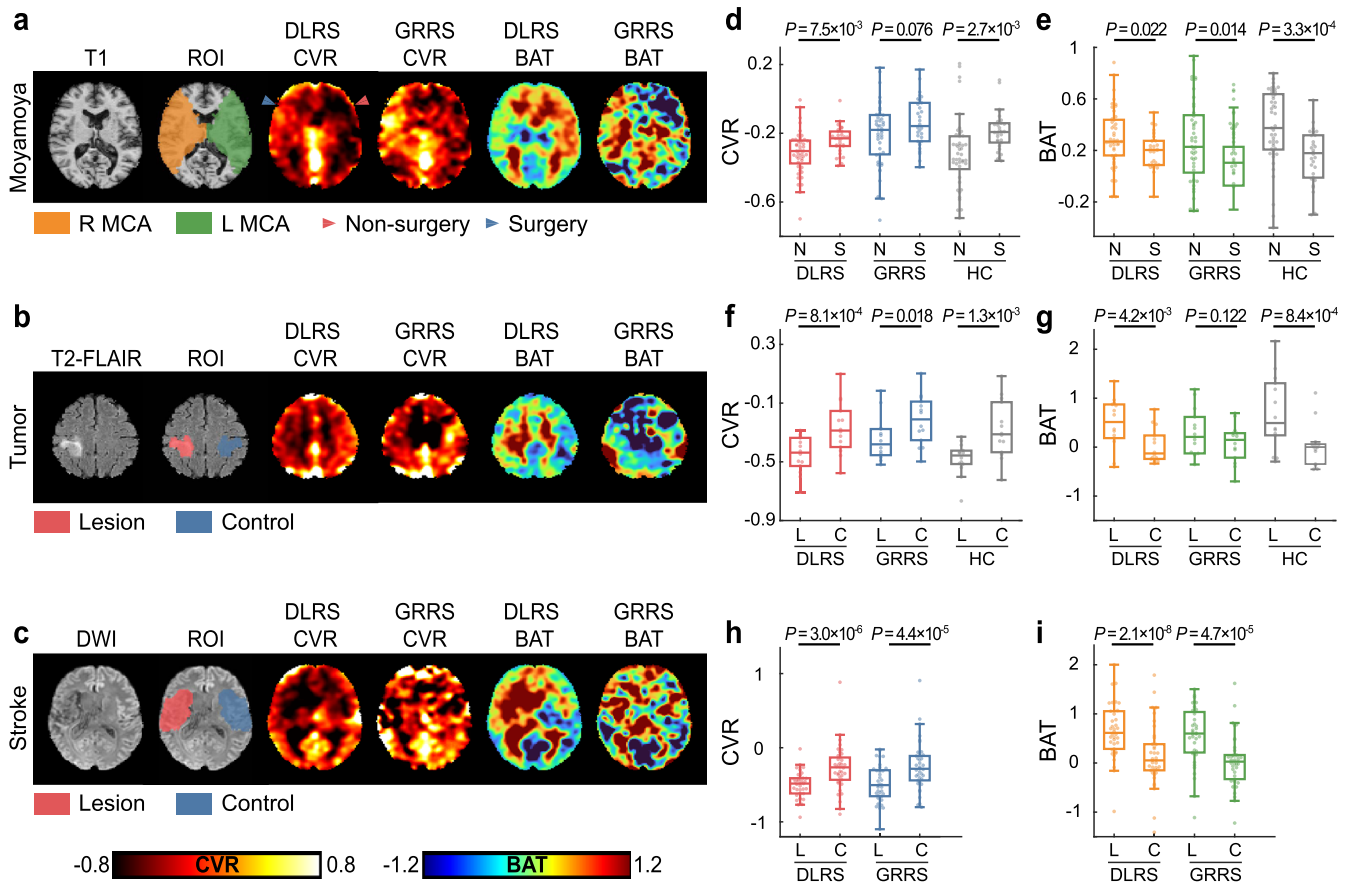 a
DLRS GRRS DLRS GRRS
T1 ROI CVR CVR BAT BAT
Moyamoya
R MCA L MCA Non-surgery Surgery
b
DLRS GRRS DLRS GRRS
T2-FLAIR ROI CVR CVR BAT BAT
Tumor
Lesion Control
c
DLRS GRRS DLRS GRRS
DWI ROI CVR CVR BAT BAT
Stroke
Lesion Control
-0.8 CVR 0.8 -1.2 BAT 1.2
d
P = 7.5×10⁻³ P = 0.076 P = 2.7×10⁻³
CVR
0.2
-0.2
-0.6
N S N S N S
DLRS GRRS HC
e
P = 0.022 P = 0.014 P = 3.3×10⁻⁴
BAT
1
0.6
0.2
-0.2
N S N S N S
DLRS GRRS HC
f
P = 8.1×10⁻⁴ P = 0.018 P = 1.3×10⁻³
CVR
0.3
-0.1
-0.5
-0.9
L C L C L C
DLRS GRRS HC
g
P = 4.2×10⁻³ P = 0.122 P = 8.4×10⁻⁴
BAT
2
1
0
-1
L C L C L C
DLRS GRRS HC
h
P = 3.0×10⁻⁶ P = 4.4×10⁻⁵
CVR
1
0
-1
L C L C
DLRS GRRS
i
P = 2.1×10⁻⁸ P = 4.7×10⁻⁵
BAT
2
1
0
-1
L C L C
DLRS GRRS